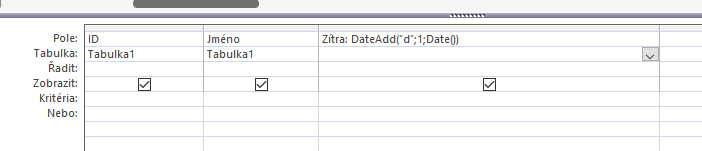 Pole: ID Jméno Zítra: DateAdd("d";1;Date())
Tabulka: Tabulka1 Tabulka1
Řadit:
Zobrazit:
Kritéria:
Nebo: